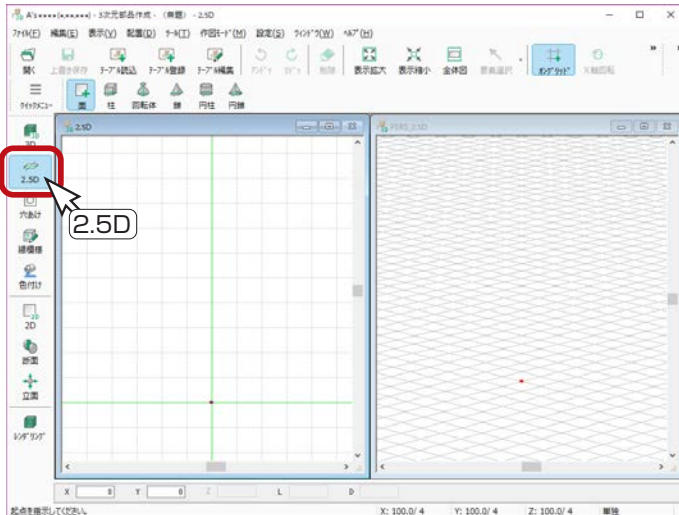 A's•••• (•,••,•••) - 3次元部品作成 - (無題) - 2.5D
ファイル(F) 編集(E) 表示(V) 配置(D) ツール(T) 作図モード(M) 設定(S) ウインドウ(W) ヘルプ(H)
開く 上書き保存 テーブル読込 テーブル登録 テーブル編集 アンドゥ リドゥ 削除 表示拡大 表示縮小 全体図 要素選択 オングリッド X軸回転
クイックメニュー 面 柱 回転体 錐 円柱 円錐
3D
2.5D
穴あけ
線模様
色付け
2D
断面
立面
レンダリング
2.5D
PERS_2.5D
2.5D
X 0 Y 0 Z L D
起点を指示してください。 X: 100.0/ 4 Y: 100.0/ 4 Z: 100.0/ 4 単独